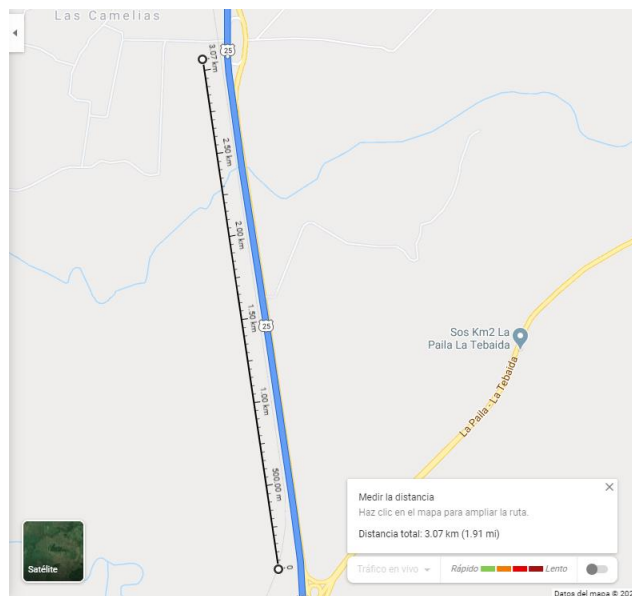 Las Camelias
25
3.07 km
2.50 km
2.00 km
1.50 km
25
Sos Km2 La
Paila La Tebaida
1.00 km
La Paila - La Tebaida
500.00 m
0
Medir la distancia
Haz clic en el mapa para ampliar la ruta.
Distancia total: 3.07 km (1.91 mi)
Satélite
Tráfico en vivo
Rápido
Lento
Datos del mapa © 202